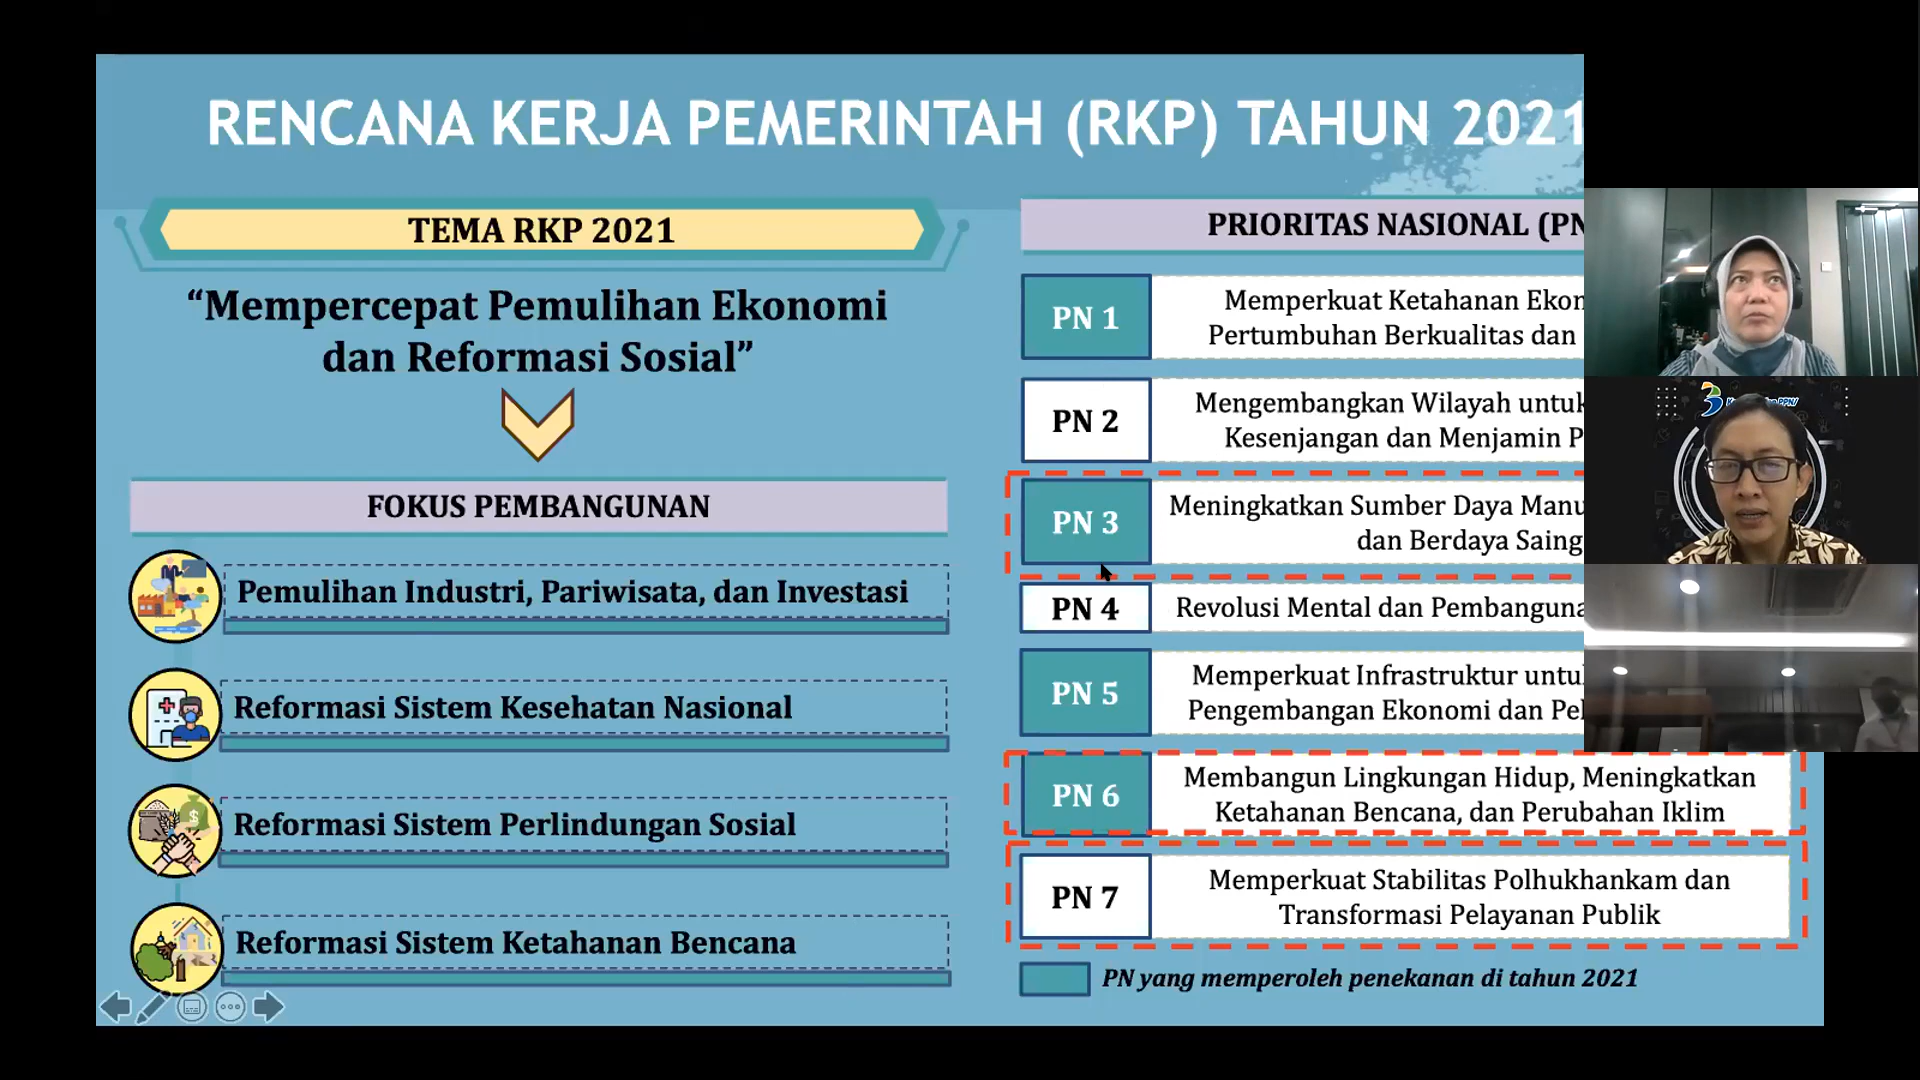 RENCANA KERJA PEMERINTAH (RKP) TAHUN 2021
TEMA RKP 2021
“Mempercepat Pemulihan Ekonomi
dan Reformasi Sosial”
FOKUS PEMBANGUNAN
Pemulihan Industri, Pariwisata, dan Investasi
Reformasi Sistem Kesehatan Nasional
Reformasi Sistem Perlindungan Sosial
Reformasi Sistem Ketahanan Bencana
PRIORITAS NASIONAL (PN
PN 1
Memperkuat Ketahanan
Pertumbuhan Berkualitas dan
PN 2
Mengembangkan Wilayah untuk
Kesenjangan dan Menjamin
PN 3
Meningkatkan Sumber Daya
dan Berdaya Saing
PN 4
Revolusi Mental dan
PN 5
Memperkuat Infrastruktur
Pengembangan Ekonomi dan
PN 6
Membangun Lingkungan Hidup, Meningkatkan
Ketahanan Bencana, dan Perubahan Iklim
PN 7
Memperkuat Stabilitas Polhukhankam dan
Transformasi Pelayanan Publik
PN yang memperoleh penekanan di tahun 2021